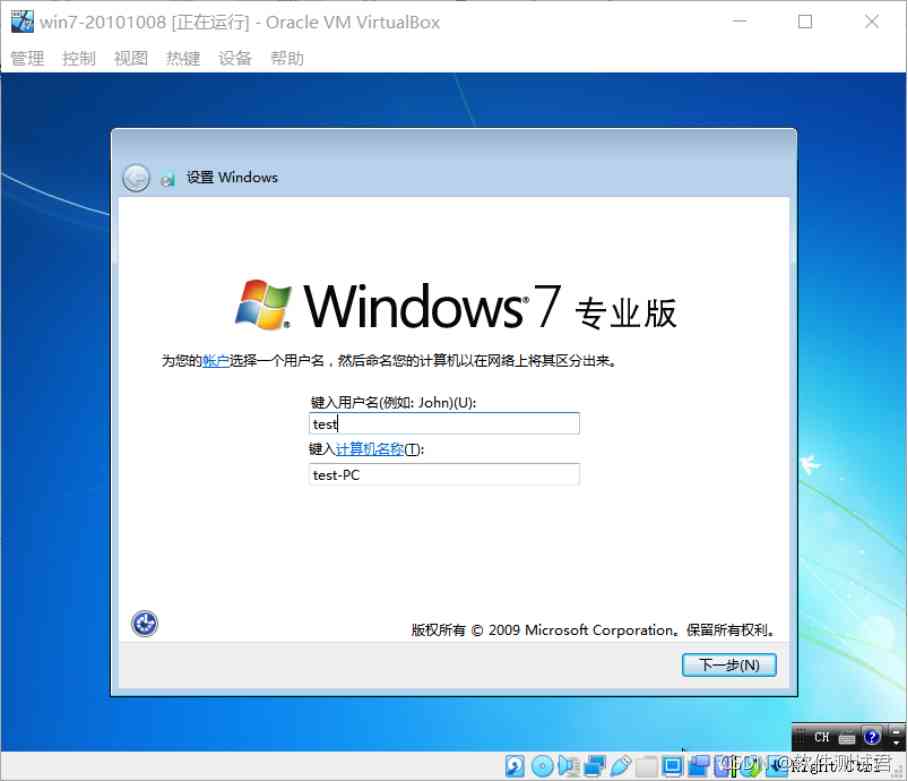 win7-20101008 [正在运行] - Oracle VM VirtualBox
管理 控制 视图 热键 设备 帮助
设置 Windows
Windows 7 专业版
为您的帐户选择一个用户名，然后命名您的计算机以在网络上将其区分出来。
键入用户名(例如: John)(U):
test
键入计算机名称(T):
test-PC
版权所有 © 2009 Microsoft Corporation。保留所有权利。
下一步(N)
CH
Right Ctrl
CSDN @软件测试君